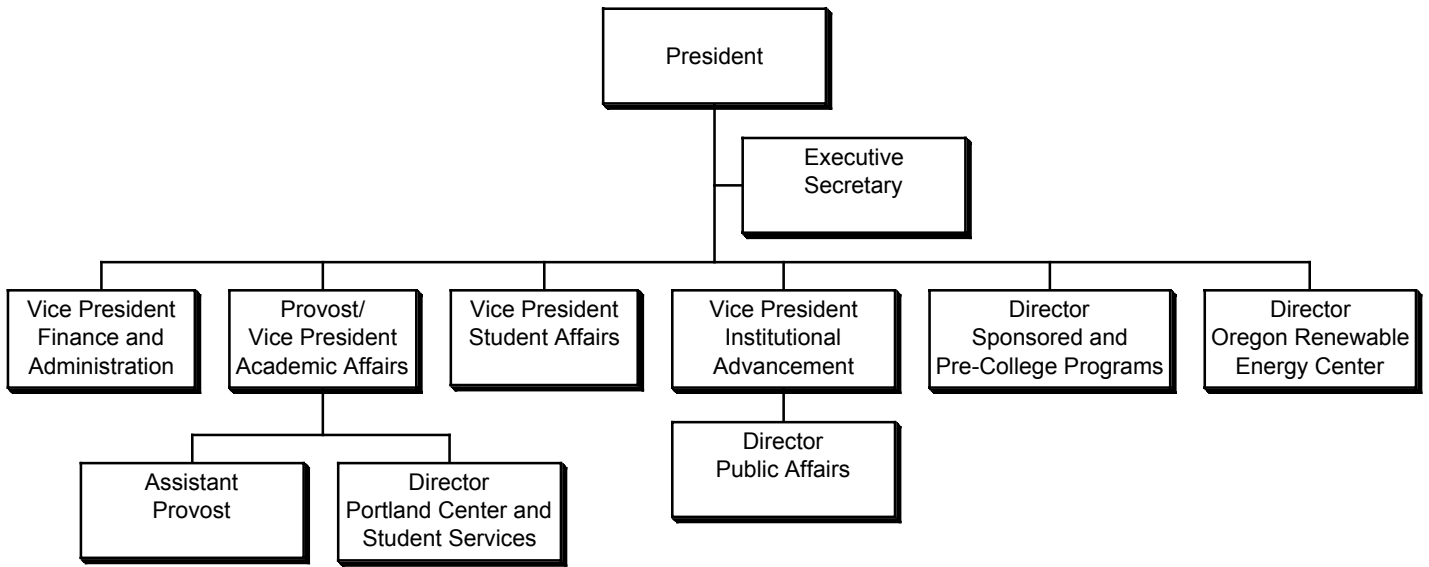 President
Executive
Secretary
Vice President
Finance and
Administration
Provost/
Vice President
Academic Affairs
Vice President
Student Affairs
Vice President
Institutional
Advancement
Director
Sponsored and
Pre-College Programs
Director
Oregon Renewable
Energy Center
Assistant
Provost
Director
Portland Center and
Student Services
Director
Public Affairs